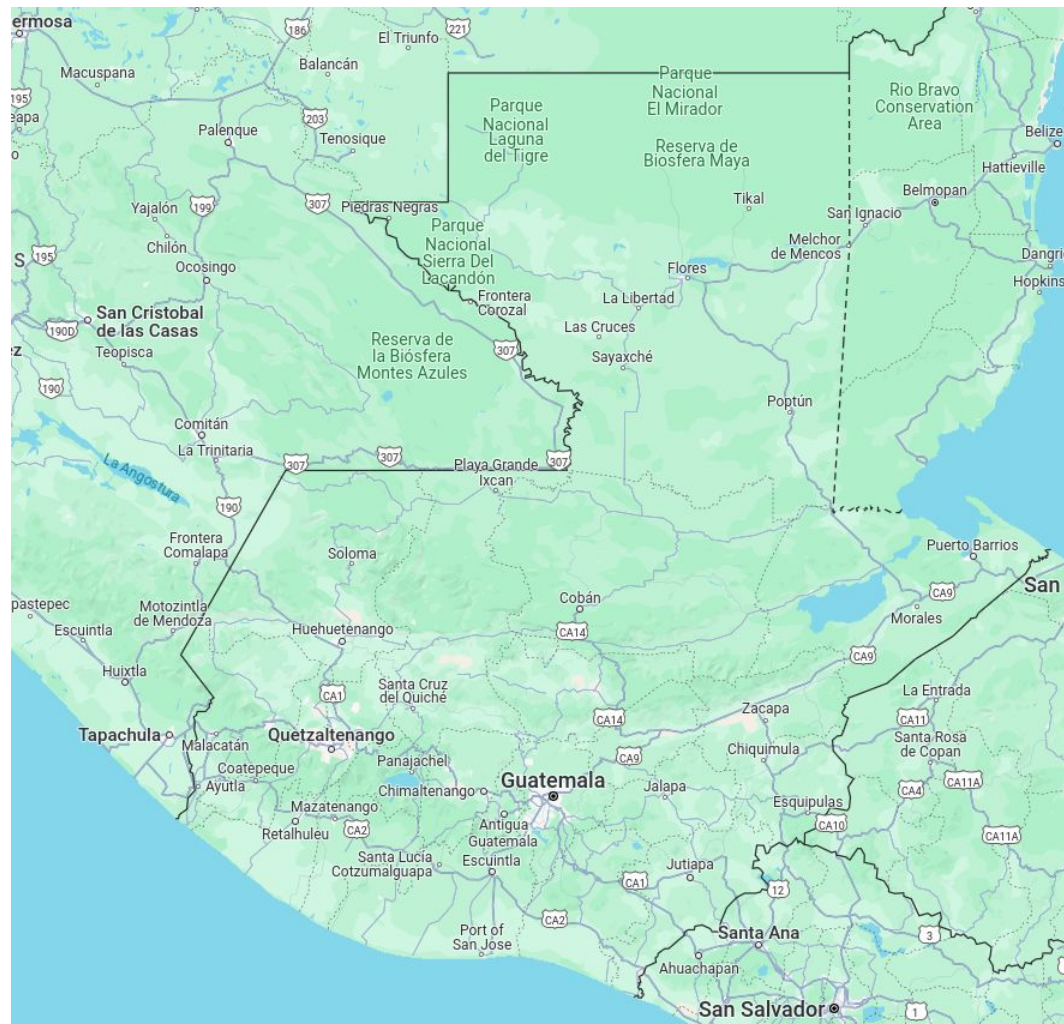 ermosa
186
El Triunfo
221
Macuspana
Balancán
195
eapa
o
Palenque
203
Tenosique
Parque
Nacional
Laguna
del Tigre
Parque
Nacional
El Mirador
Reserva de
Biosfera Maya
Rio Bravo
Conservation
Area
Belize
Hattieville
Yajalón
199
307
Piedras Negras
Tikal
Belmopan
San Ignacio
Chilón
S
195
Ocosingo
Parque
Nacional
Sierra Del
Lacandón
Melchor
de Mencos
Dangri
Hopkins
Flores
Frontera
Corozal
La Libertad
San Cristobal
de las Casas
190D
ez
Teopisca
Las Cruces
Sayaxché
Reserva de
la Biósfera
Montes Azules
307
190
Poptún
Comitán
La Trinitaria
307
307
Playa Grande
Ixcan
307
La Angostura
190
Frontera
Comalapa
Soloma
Puerto Barrios
San
pastepec
Motozintla
de Mendoza
Escuintla
Huehuetenango
Cobán
CA14
CA9
Morales
Huixtla
CA1
Santa Cruz
del Quiché
CA9
La Entrada
Tapachula
Malacatán
Quetzaltenango
CA14
Zacapa
CA11
Santa Rosa
de Copan
Coatepeque
Ayutla
Panajachel
Chimaltenango
Guatemala
CA9
Chiquimula
Jalapa
CA4
CA11A
Mazatenango
Retalhuleu
CA2
Antigua
Guatemala
Esquipulas
CA10
CA11A
Santa Lucía
Cotzumalguapa
Escuintla
Jutiapa
CA1
12
Port of
San Jose
CA2
Santa Ana
3
Ahuachapan
San Salvador
1